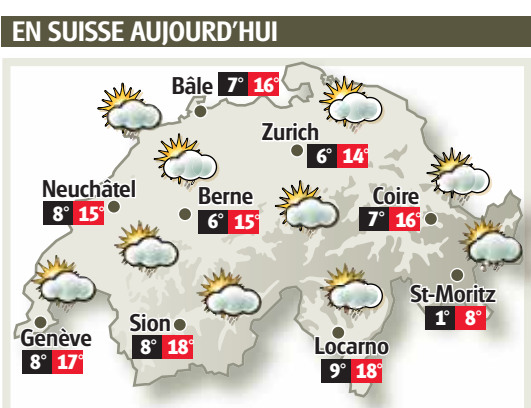 EN SUISSE AUJOURD'HUI
Bâle 7° 16°
Zurich
6° 14°
Neuchâtel
8° 15°
Berne
6° 15°
Coire
7° 16°
St-Moritz
1° 8°
Genève
8° 17°
Sion
8° 18°
Locarno
9° 18°